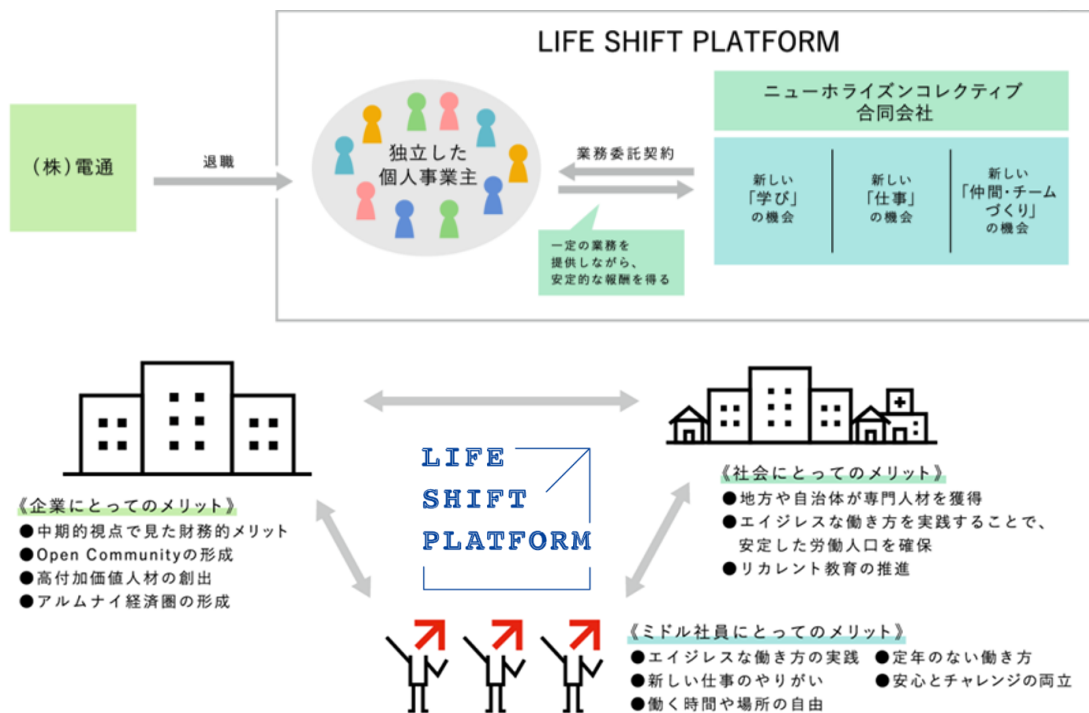 LIFE SHIFT PLATFORM
(株)電通
退職
独立した
個人事業主
業務委託契約
一定の業務を
提供しながら、
安定的な報酬を得る
ニューホライズンコレクティブ
合同会社
新しい
「学び」
の機会
新しい
「仕事」
の機会
新しい
「仲間・チーム
づくり」
の機会
LIFE
SHIFT
PLATFORM
《企業にとってのメリット》
●中期的視点で見た財務的メリット
●Open Communityの形成
●高付加価値人材の創出
●アルムナイ経済圏の形成
《社会にとってのメリット》
●地方や自治体が専門人材を獲得
●エイジレスな働き方を実践することで、
安定した労働人口を確保
●リカレント教育の推進
《ミドル社員にとってのメリット》
●エイジレスな働き方の実践
●新しい仕事のやりがい
●働く時間や場所の自由
●定年のない働き方
●安心とチャレンジの両立